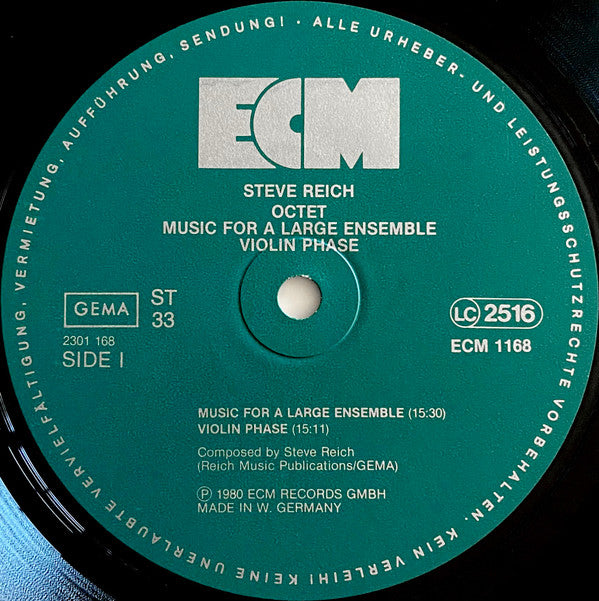 ALLE URHEBER- UND LEISTUNGSSCHUTZRECHTE VORBEHALTEN. KEIN VERLEIH! KEINE UNERLAUBTE VERVIELFÄLTIGUNG, VERMIETUNG, AUFFÜHRUNG, SENDUNG! ·
ECM
STEVE REICH
OCTET
MUSIC FOR A LARGE ENSEMBLE
VIOLIN PHASE
GEMA
ST
33
2301 168
SIDE I
LC 2516
ECM 1168
MUSIC FOR A LARGE ENSEMBLE (15:30)
VIOLIN PHASE (15:11)
Composed by Steve Reich
(Reich Music Publications/GEMA)
Ⓟ 1980 ECM RECORDS GMBH
MADE IN W. GERMANY